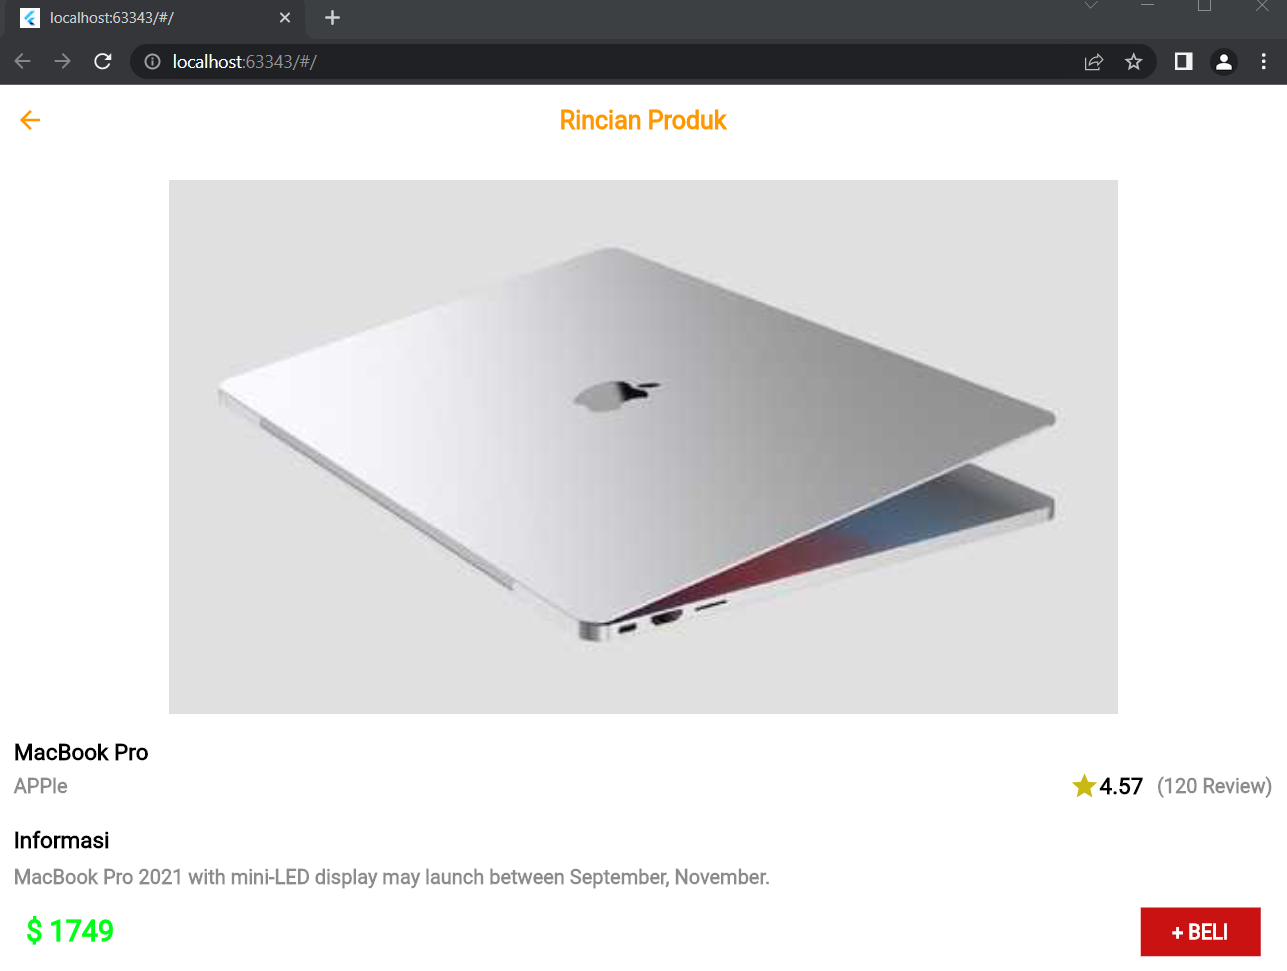 localhost:63343/#/
localhost:63343/#/
Rincian Produk
MacBook Pro
APPle
4.57 (120 Review)
Informasi
MacBook Pro 2021 with mini-LED display may launch between September, November.
$ 1749
+ BELI